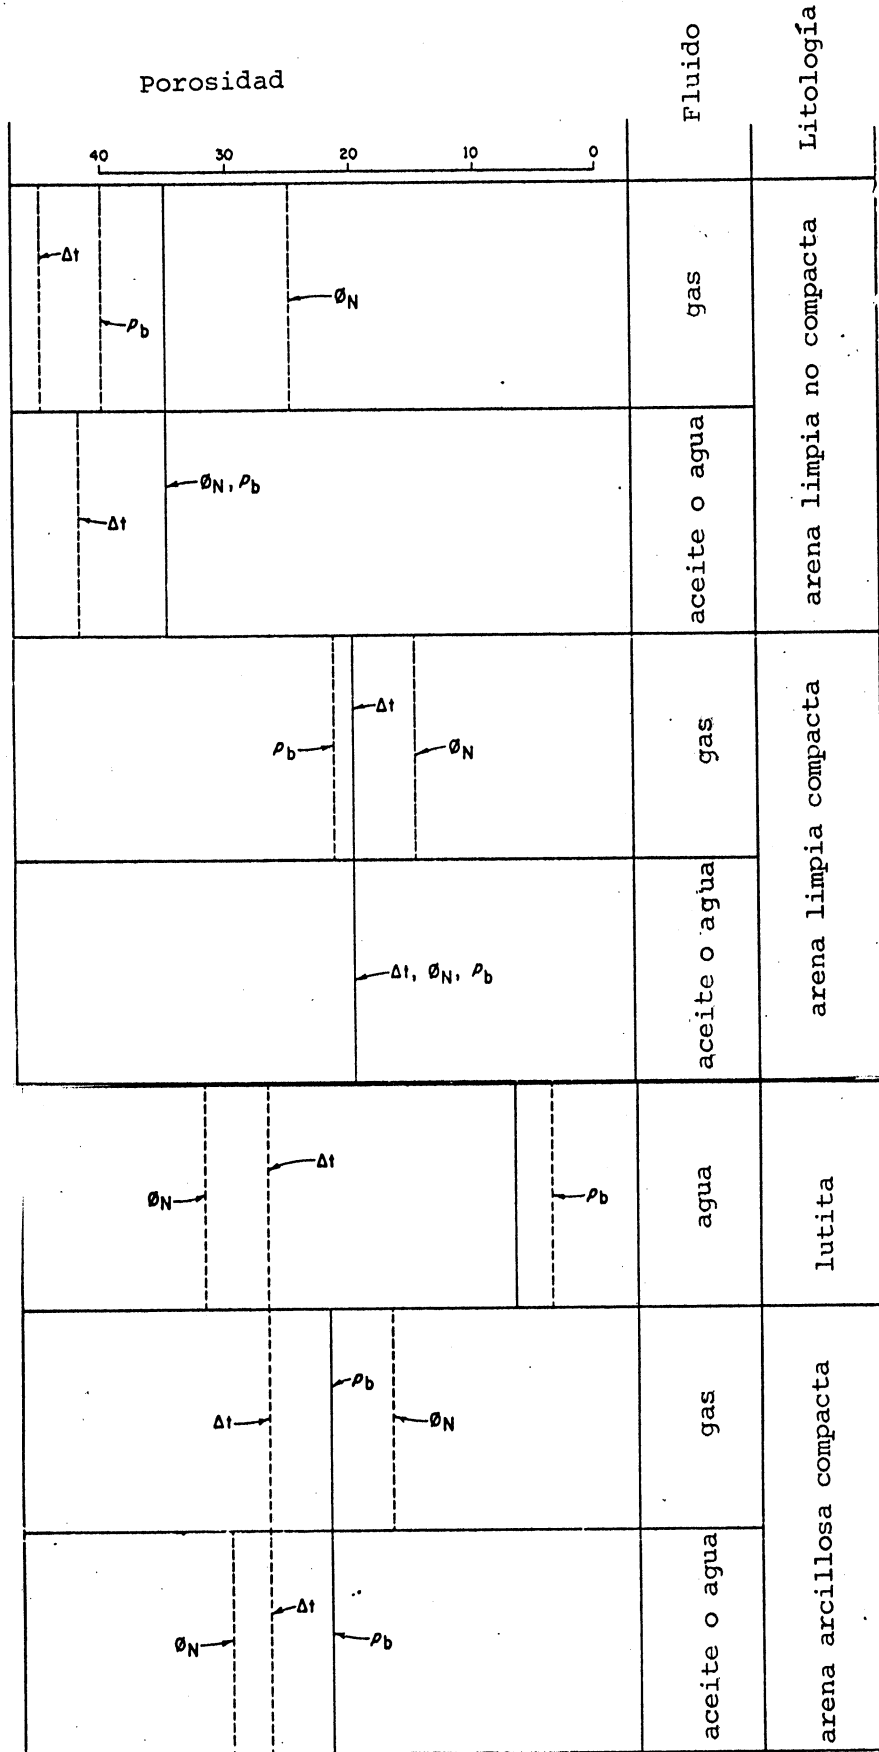 Porosidad
Fluido
Litología
40 30 20 10 0
Δt
ρb
ØN
gas
arena limpia no compacta
ØN, ρb
Δt
aceite o agua
Δt
ρb
ØN
gas
arena limpia compacta
Δt, ØN, ρb
aceite o agua
Δt
ØN
ρb
agua
lutita
ρb
Δt
ØN
gas
arena arcillosa compacta
Δt
ØN
ρb
aceite o agua